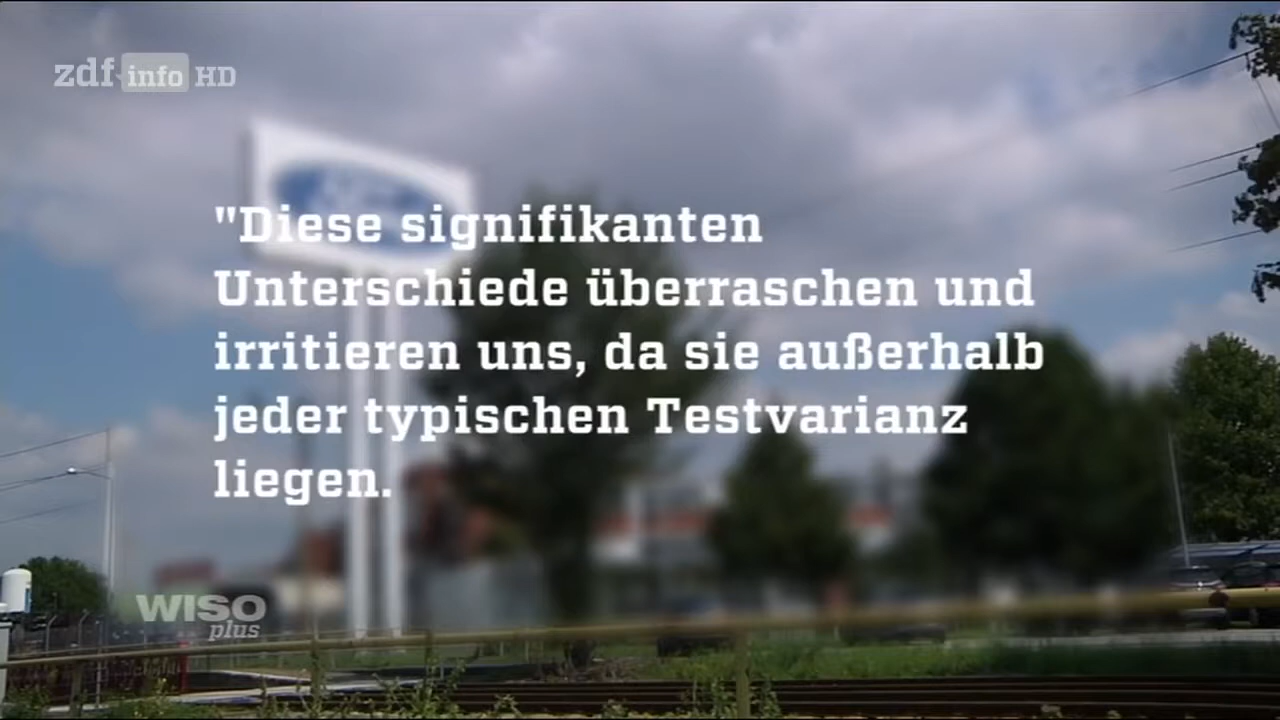 zdf info HD
"Diese signifikanten
Unterschiede überraschen und
irritieren uns, da sie außerhalb
jeder typischen Testvarianz
liegen.
WISO
plus